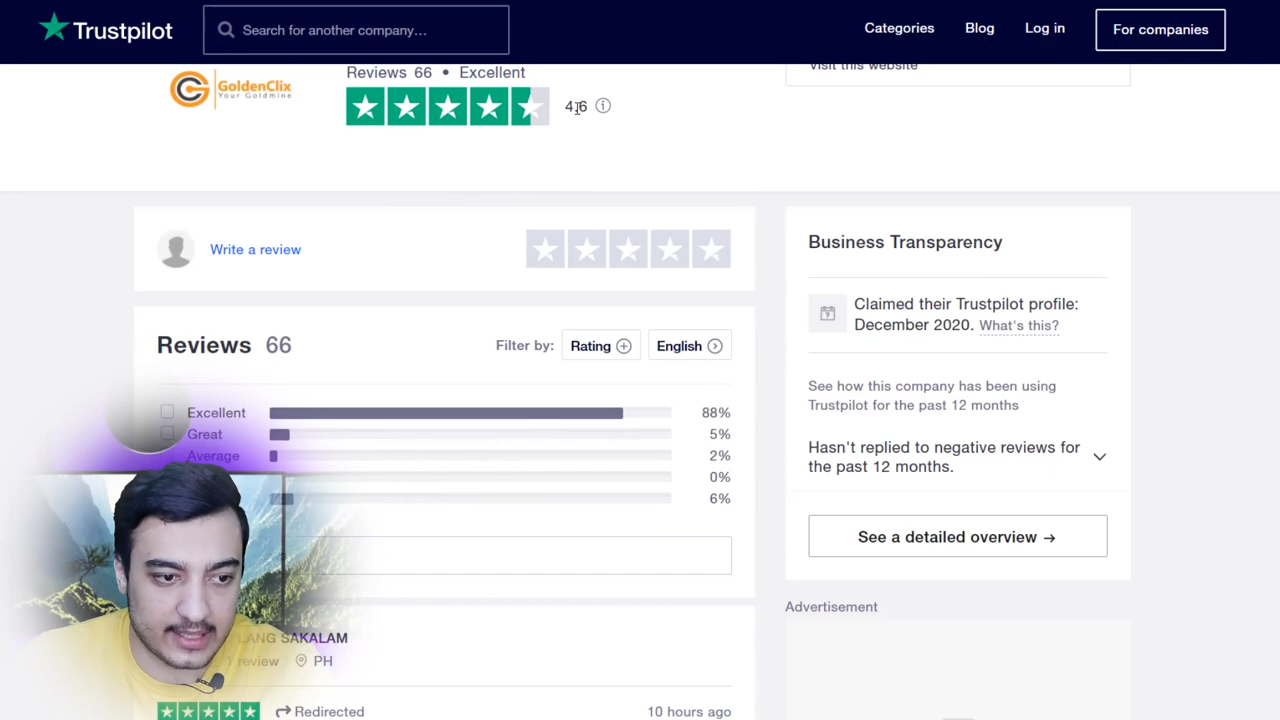 Trustpilot
Search for another company...
Categories
Blog
Log in
For companies
GoldenClix
Your Goldmine
Reviews 66 • Excellent
4.6
Visit this website
Write a review
Reviews 66
Filter by:
Rating
English
Excellent 88%
Great 5%
Average 2%
0%
6%
LANG SAKALAM
1 review
PH
Redirected
10 hours ago
Business Transparency
Claimed their Trustpilot profile:
December 2020. What's this?
See how this company has been using
Trustpilot for the past 12 months
Hasn't replied to negative reviews for
the past 12 months.
See a detailed overview →
Advertisement